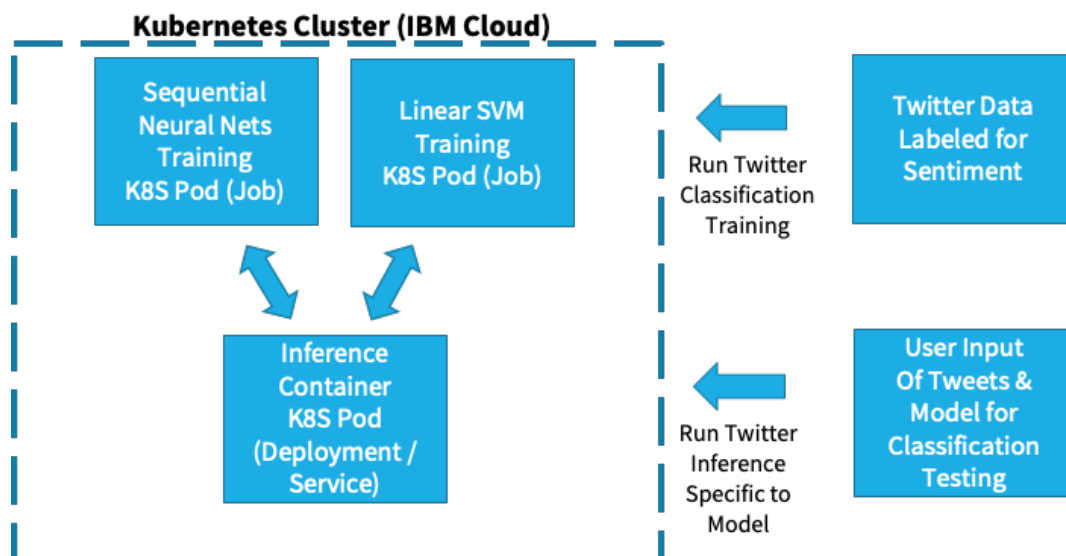 Kubernetes Cluster (IBM Cloud)
Sequential
Neural Nets
Training
K8S Pod (Job)
Linear SVM
Training
K8S Pod (Job)
Run Twitter
Classification
Training
Twitter Data
Labeled for
Sentiment
Inference
Container
K8S Pod
(Deployment /
Service)
Run Twitter
Inference
Specific to
Model
User Input
Of Tweets &
Model for
Classification
Testing